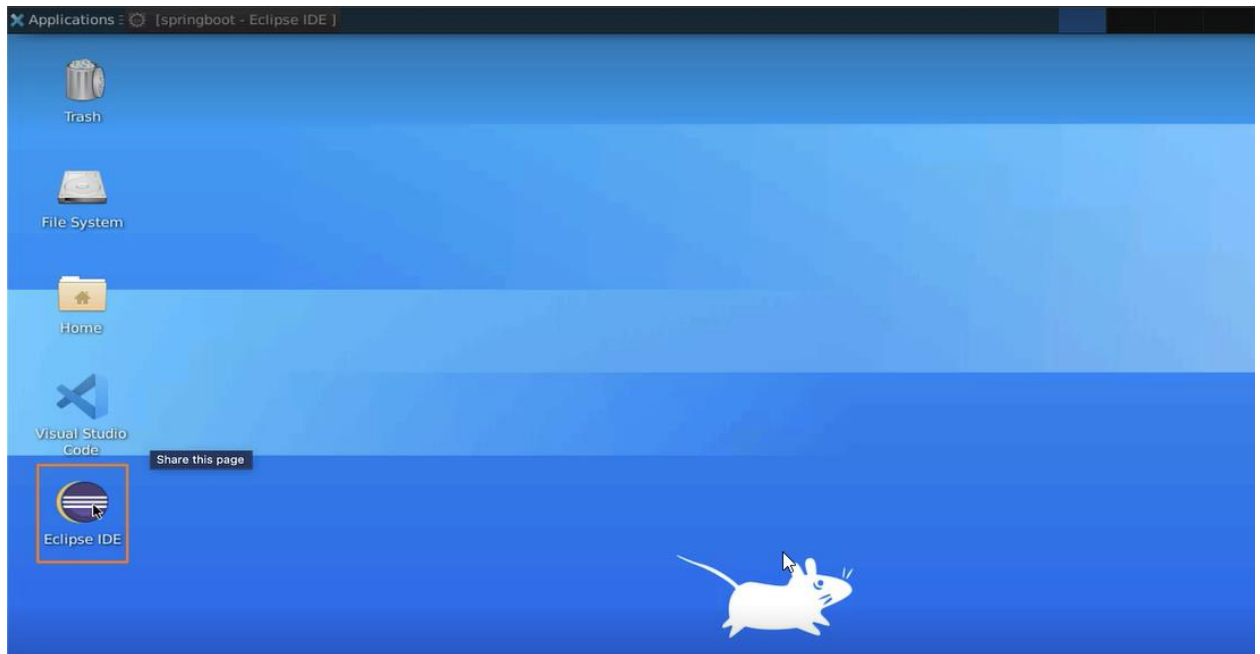 Applications
[springboot - Eclipse IDE ]
Trash
File System
Home
Visual Studio
Code
Share this page
Eclipse IDE